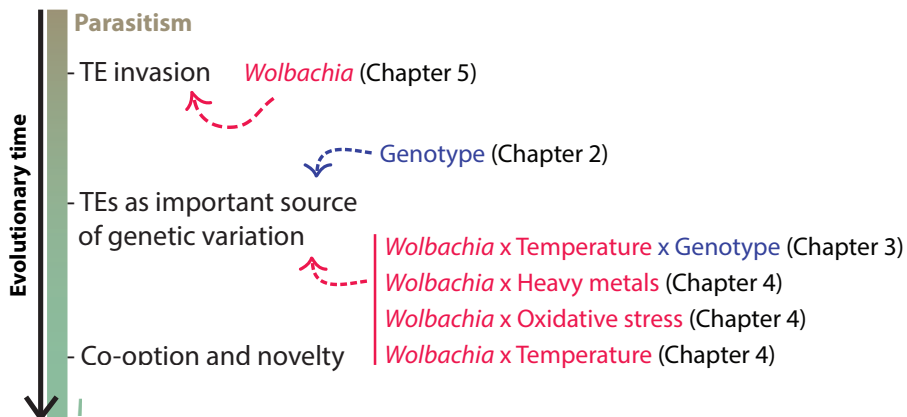 Parasitism
TE invasion
Wolbachia (Chapter 5)
Genotype (Chapter 2)
TEs as important source
of genetic variation
Wolbachia x Temperature x Genotype (Chapter 3)
Wolbachia x Heavy metals (Chapter 4)
Wolbachia x Oxidative stress (Chapter 4)
Wolbachia x Temperature (Chapter 4)
Co-option and novelty
Evolutionary time